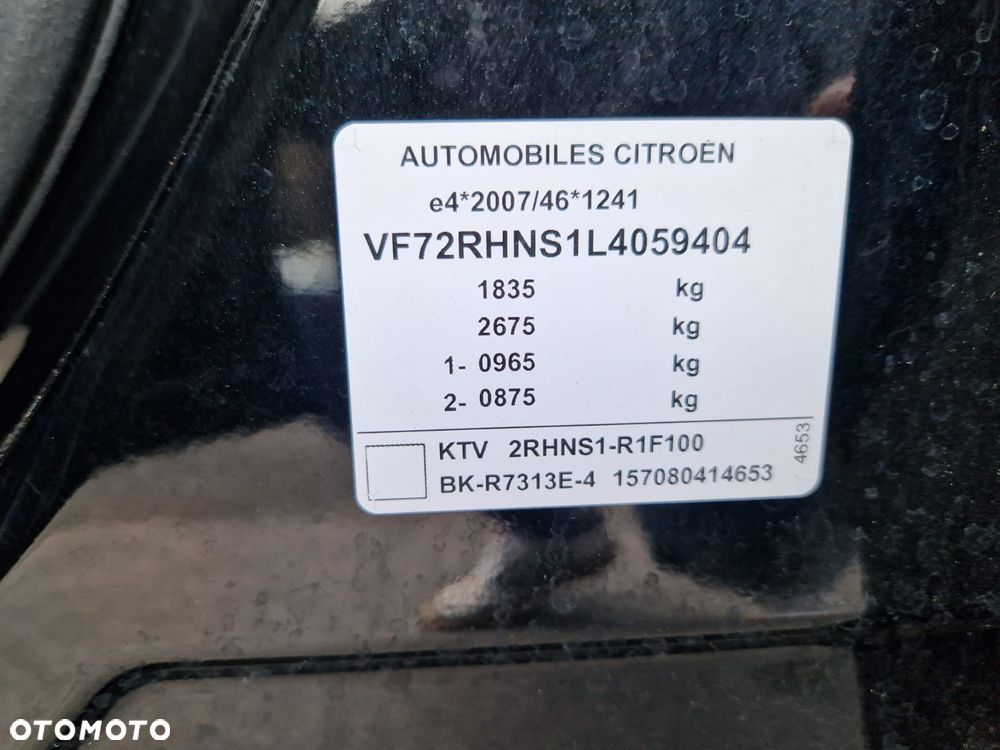 AUTOMOBILES CITROËN
e4*2007/46*1241
VF72RHNS1L4059404
1835 kg
2675 kg
1- 0965 kg
2- 0875 kg
KTV 2RHNS1-R1F100
BK-R7313E-4 157080414653
4653
OTOMOTO